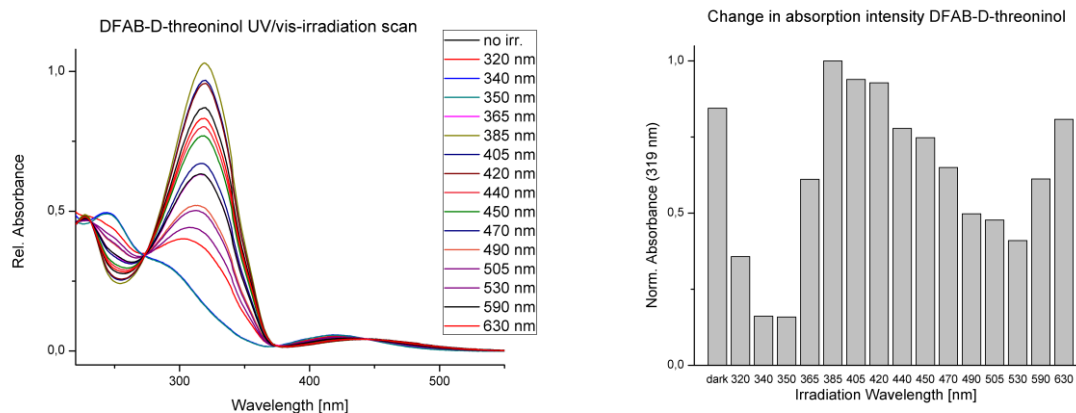 DFAB-D-threoninol UV/vis-irradiation scan
1,0
0,5
0,0
Rel. Absorbance
300
400
500
Wavelength [nm]
no irr.
320 nm
340 nm
350 nm
365 nm
385 nm
405 nm
420 nm
440 nm
450 nm
470 nm
490 nm
505 nm
530 nm
590 nm
630 nm
Change in absorption intensity DFAB-D-threoninol
1,0
0,5
0,0
Norm. Absorbance (319 nm)
dark 320 340 350 365 385 405 420 440 450 470 490 505 530 590 630
Irradiation Wavelength [nm]